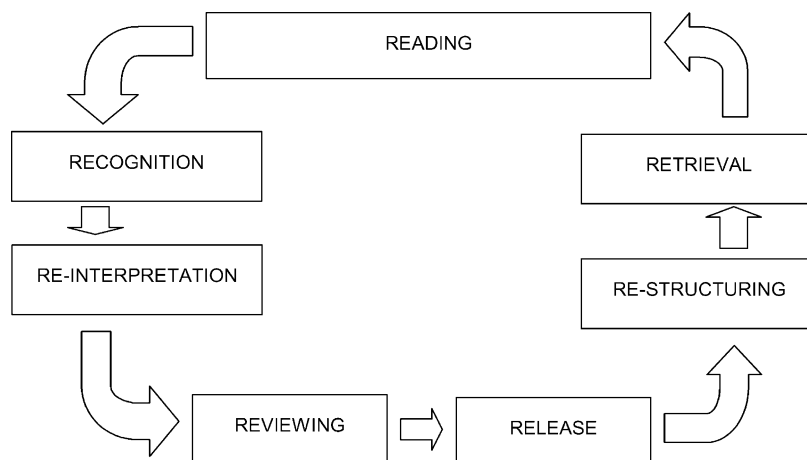 READING
RECOGNITION
RETRIEVAL
RE-INTERPRETATION
RE-STRUCTURING
REVIEWING
RELEASE